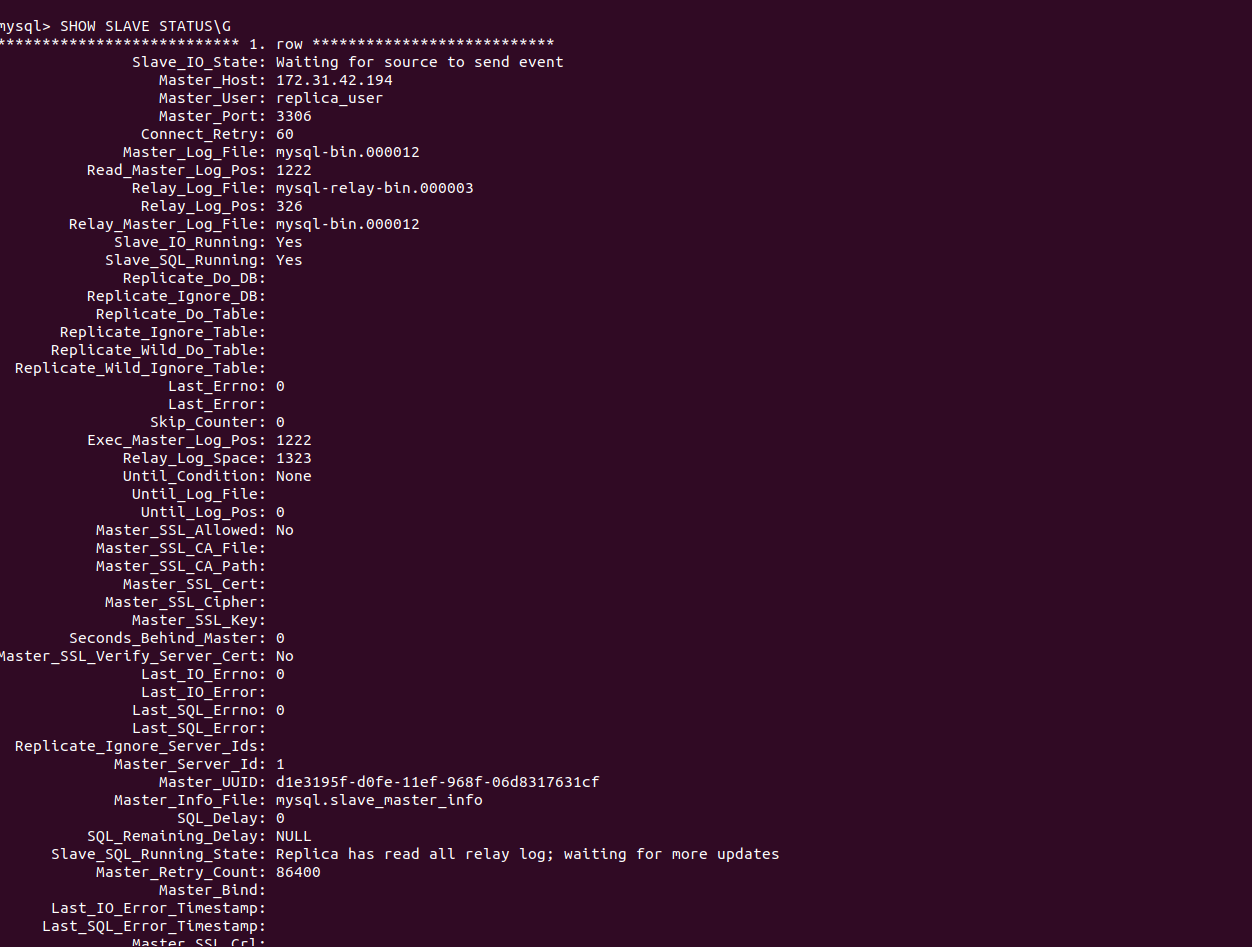 mysql> SHOW SLAVE STATUS\G
*************************** 1. row ***************************
Slave_IO_State: Waiting for source to send event
Master_Host: 172.31.42.194
Master_User: replica_user
Master_Port: 3306
Connect_Retry: 60
Master_Log_File: mysql-bin.000012
Read_Master_Log_Pos: 1222
Relay_Log_File: mysql-relay-bin.000003
Relay_Log_Pos: 326
Relay_Master_Log_File: mysql-bin.000012
Slave_IO_Running: Yes
Slave_SQL_Running: Yes
Replicate_Do_DB:
Replicate_Ignore_DB:
Replicate_Do_Table:
Replicate_Ignore_Table:
Replicate_Wild_Do_Table:
Replicate_Wild_Ignore_Table:
Last_Errno: 0
Last_Error:
Skip_Counter: 0
Exec_Master_Log_Pos: 1222
Relay_Log_Space: 1323
Until_Condition: None
Until_Log_File:
Until_Log_Pos: 0
Master_SSL_Allowed: No
Master_SSL_CA_File:
Master_SSL_CA_Path:
Master_SSL_Cert:
Master_SSL_Cipher:
Master_SSL_Key:
Seconds_Behind_Master: 0
Master_SSL_Verify_Server_Cert: No
Last_IO_Errno: 0
Last_IO_Error:
Last_SQL_Errno: 0
Last_SQL_Error:
Replicate_Ignore_Server_Ids:
Master_Server_Id: 1
Master_UUID: d1e3195f-d0fe-11ef-968f-06d8317631cf
Master_Info_File: mysql.slave_master_info
SQL_Delay: 0
SQL_Remaining_Delay: NULL
Slave_SQL_Running_State: Replica has read all relay log; waiting for more updates
Master_Retry_Count: 86400
Master_Bind:
Last_IO_Error_Timestamp:
Last_SQL_Error_Timestamp:
Master_SSL_Crl: